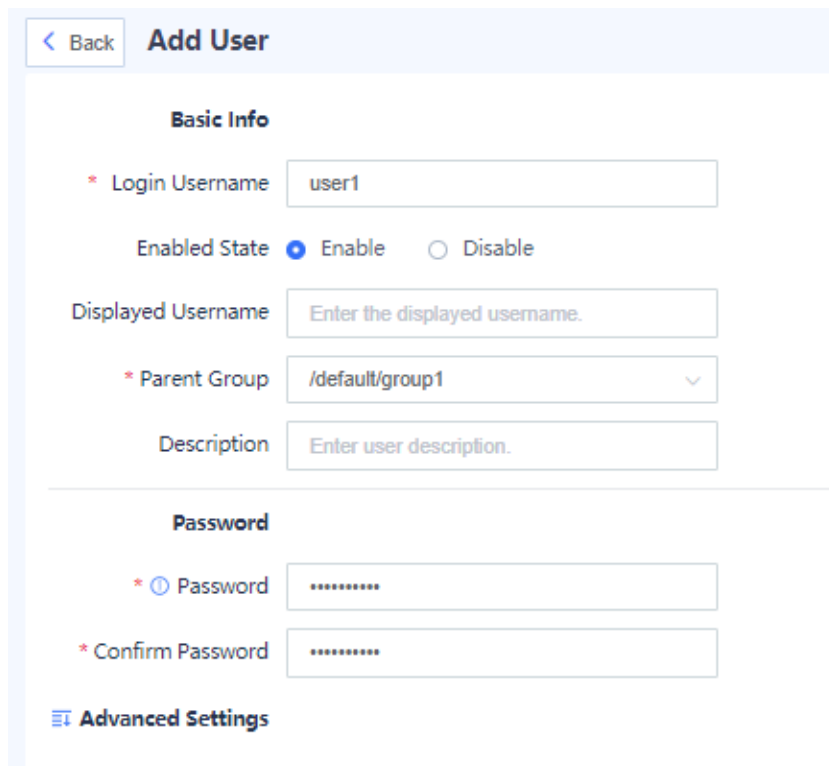 Back Add User
Basic Info
* Login Username user1
Enabled State Enable Disable
Displayed Username Enter the displayed username.
* Parent Group /default/group1
Description Enter user description.
Password
* Password ••••••••••
* Confirm Password ••••••••••
Advanced Settings